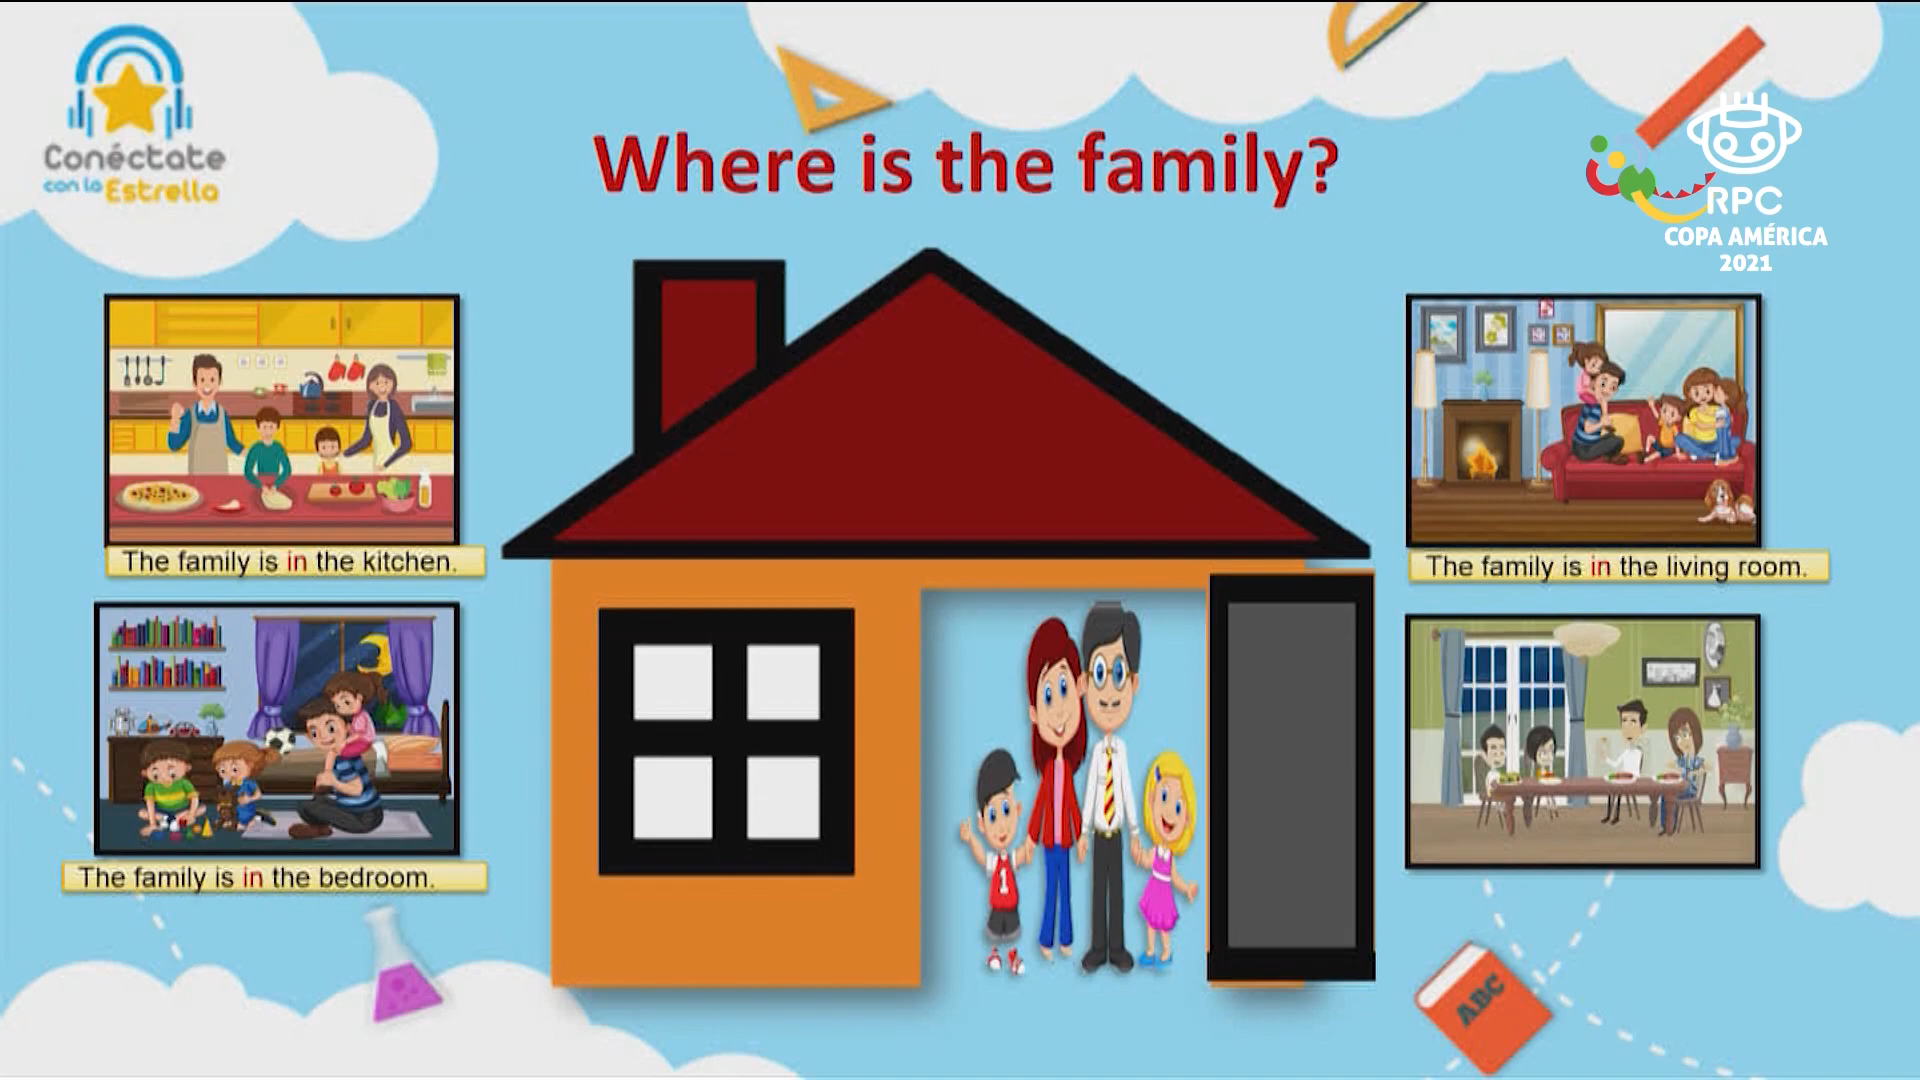 Conéctate
con la Estrella
Where is the family?
RPC
COPA AMÉRICA
2021
The family is in the kitchen.
The family is in the living room.
1
The family is in the bedroom.
ABC